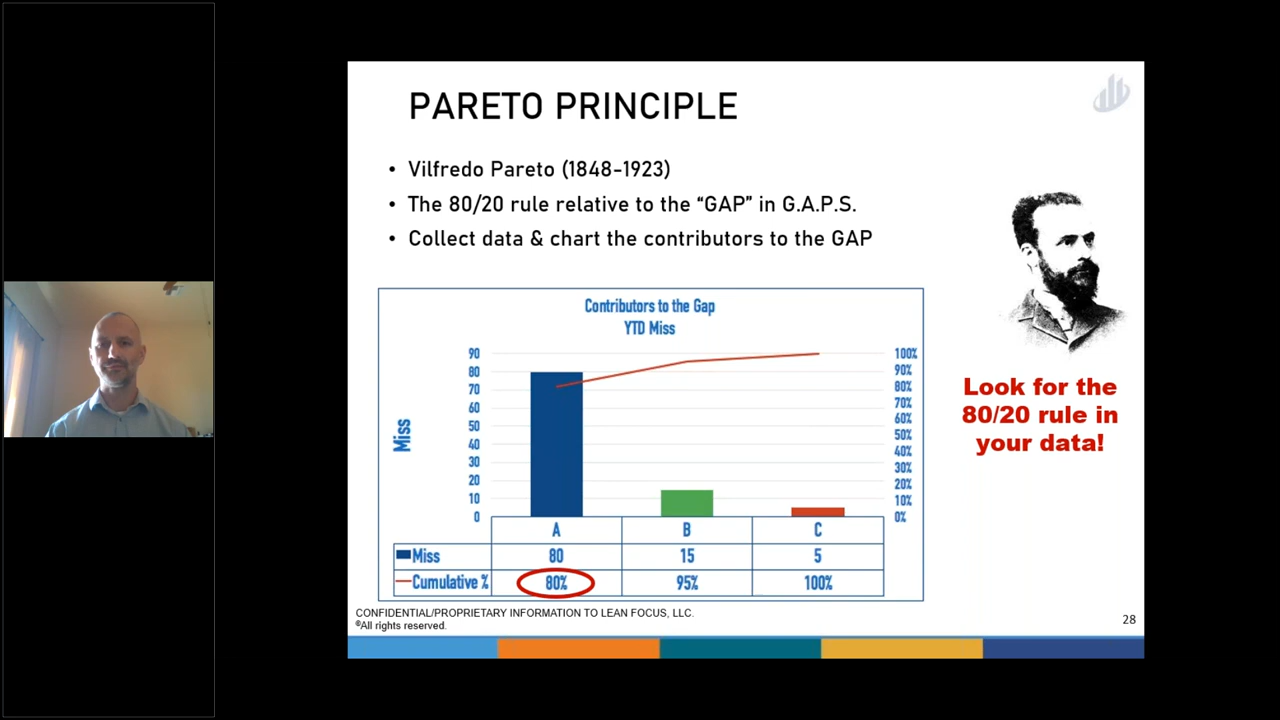 PARETO PRINCIPLE
• Vilfredo Pareto (1848-1923)
• The 80/20 rule relative to the “GAP” in G.A.P.S.
• Collect data & chart the contributors to the GAP
Contributors to the Gap
YTD Miss
90
80
70
60
50
40
30
20
10
0
Miss
100%
90%
80%
70%
60%
50%
40%
30%
20%
10%
0%
A B C
Miss 80 15 5
Cumulative % 80% 95% 100%
Look for the
80/20 rule in
your data!
CONFIDENTIAL/PROPRIETARY INFORMATION TO LEAN FOCUS, LLC.
©All rights reserved.
28